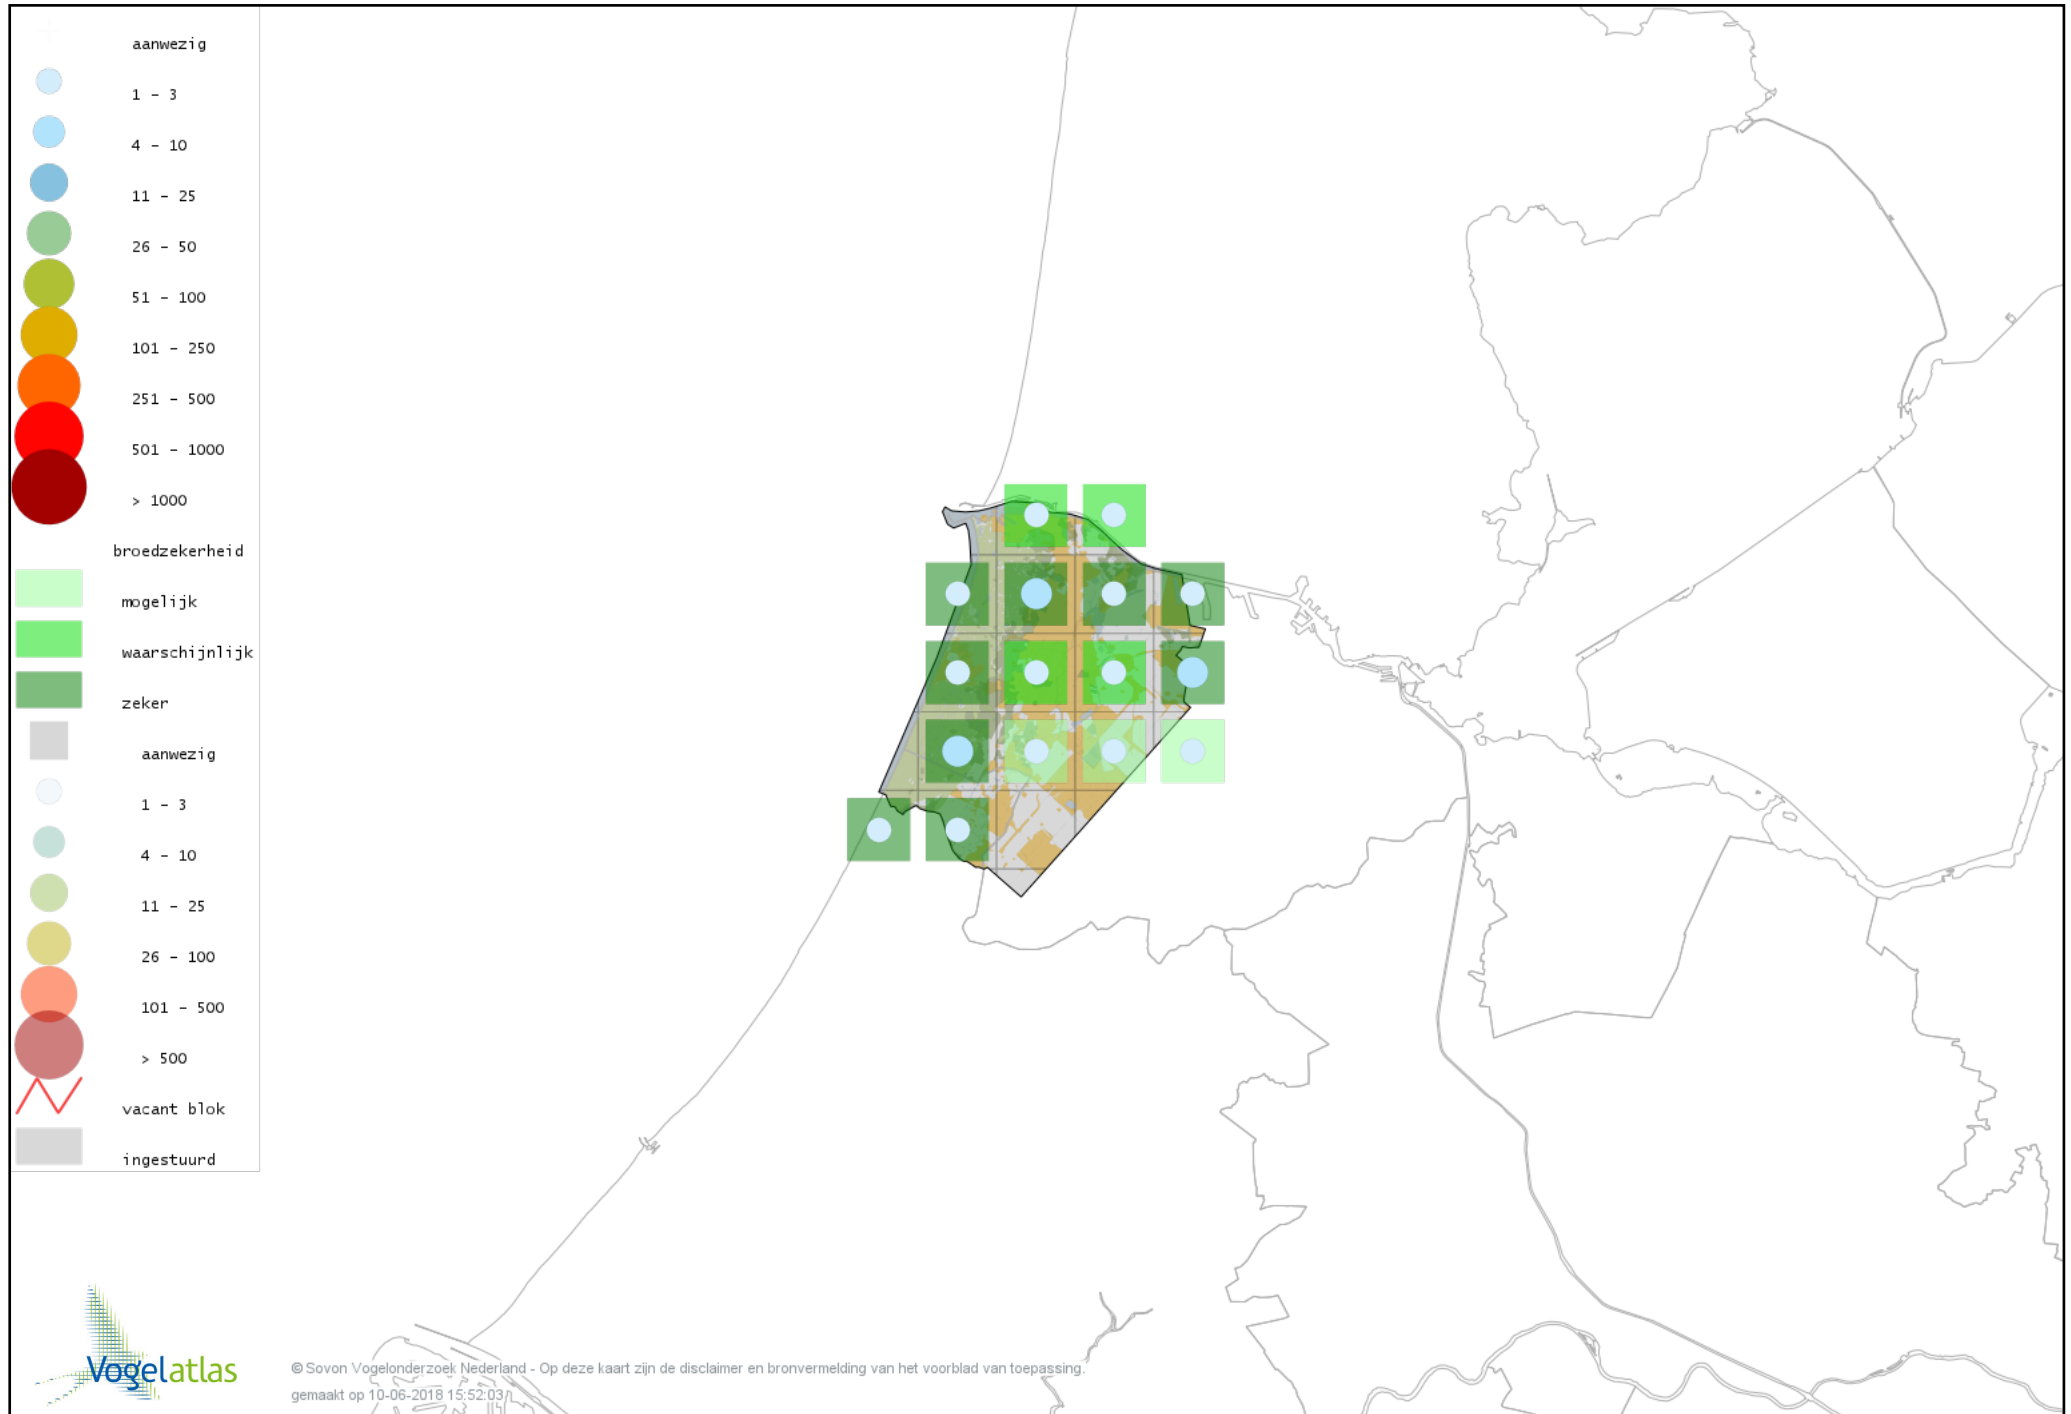 aanwezig
1 - 3
4 - 10
11 - 25
26 - 50
51 - 100
101 - 250
251 - 500
501 - 1000
> 1000
broedzekerheid
mogelijk
waarschijnlijk
zeker
aanwezig
1 - 3
4 - 10
11 - 25
26 - 100
101 - 500
> 500
vacant blok
ingestuurd
Vogelatlas
© Sovon Vogelonderzoek Nederland - Op deze kaart zijn de disclaimer en bronvermelding van het voorblad van toepassing.
gemaakt op 10-06-2018 15:52:03